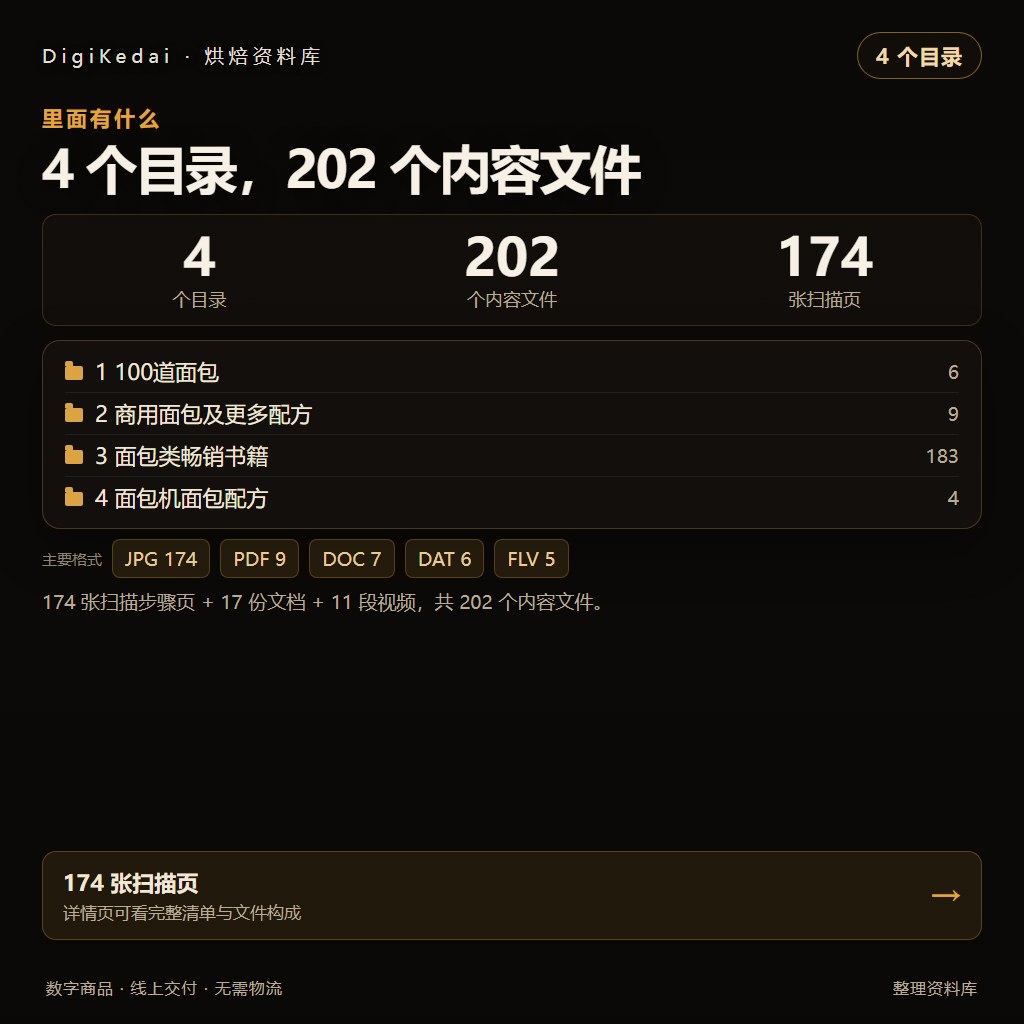 DigiKedai · 烘焙资料库
4 个目录
里面有什么
4 个目录，202 个内容文件
4
个目录
202
个内容文件
174
张扫描页
1 100道面包 6
2 商用面包及更多配方 9
3 面包类畅销书籍 183
4 面包机面包配方 4
主要格式 JPG 174 PDF 9 DOC 7 DAT 6 FLV 5
174 张扫描步骤页 + 17 份文档 + 11 段视频，共 202 个内容文件。
174 张扫描页
详情页可看完整清单与文件构成
→
数字商品 · 线上交付 · 无需物流
整理资料库